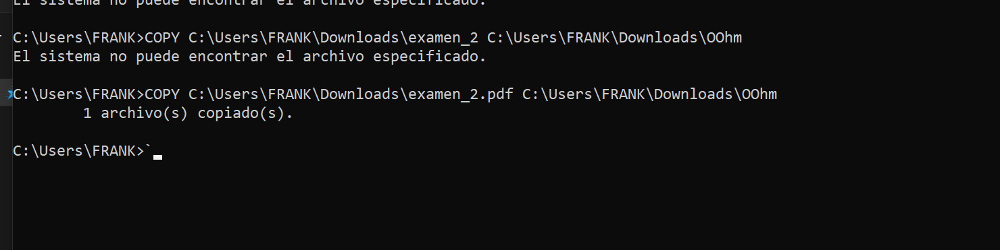 El sistema no puede encontrar el archivo especificado.
C:\Users\FRANK>COPY C:\Users\FRANK\Downloads\examen_2 C:\Users\FRANK\Downloads\OOhm
El sistema no puede encontrar el archivo especificado.
C:\Users\FRANK>COPY C:\Users\FRANK\Downloads\examen_2.pdf C:\Users\FRANK\Downloads\OOhm
1 archivo(s) copiado(s).
C:\Users\FRANK>`